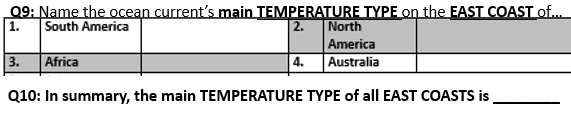 Q9: Name the ocean current's main TEMPERATURE TYPE on the EAST COAST of...
1. South America 2. North
America
3. Africa 4. Australia
Q10: In summary, the main TEMPERATURE TYPE of all EAST COASTS is ________